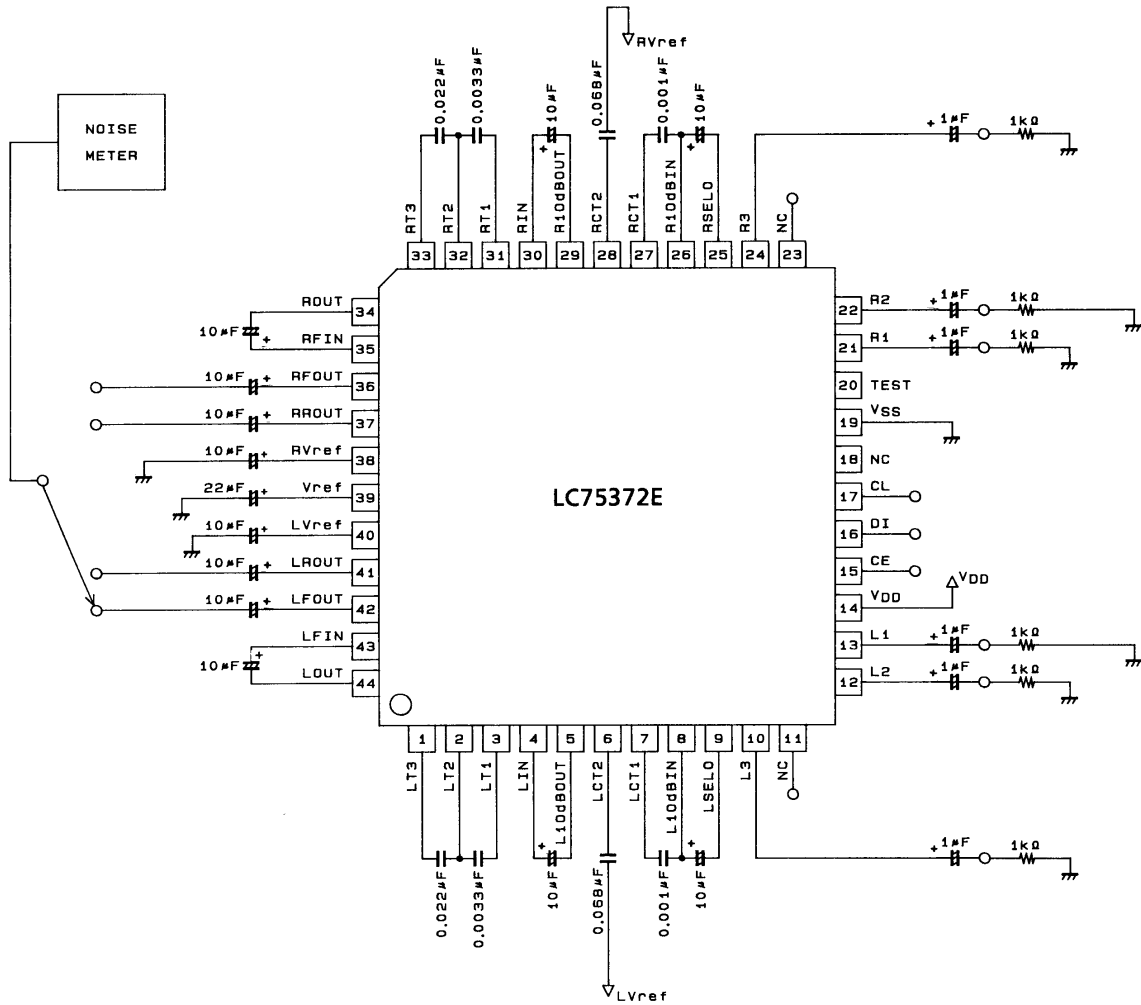 RVref
0.022μF
0.0033μF
10μF
0.068μF
0.001μF
10μF
NOISE
METER
+ 1μF 1kΩ
+ +
RT3
RT2
RT1
RIN
R10dBOUT
RCT2
RCT1
R10dBIN
RSELO
R3
NC
33 32 31 30 29 28 27 26 25 24 23
ROUT 34
10μF
+ RFIN 35
10μF + RFOUT 36
10μF + RROUT 37
10μF + RVref 38
22μF + Vref 39
10μF + LVref 40
10μF + LROUT 41
10μF + LFOUT 42
LFIN 43
10μF +
LOUT 44
LC75372E
22 R2 + 1μF 1kΩ
21 R1 + 1μF 1kΩ
20 TEST
19 VSS
18 NC
17 CL
16 DI
15 CE
14 VDD
VDD
13 L1 + 1μF 1kΩ
12 L2 + 1μF 1kΩ
1 2 3 4 5 6 7 8 9 10 11
LT3
LT2
LT1
LIN
L10dBOUT
LCT2
LCT1
L10dBIN
LSELO
L3
NC
+ +
+ 1μF 1kΩ
0.022μF
0.0033μF
10μF
0.068μF
0.001μF
10μF
LVref